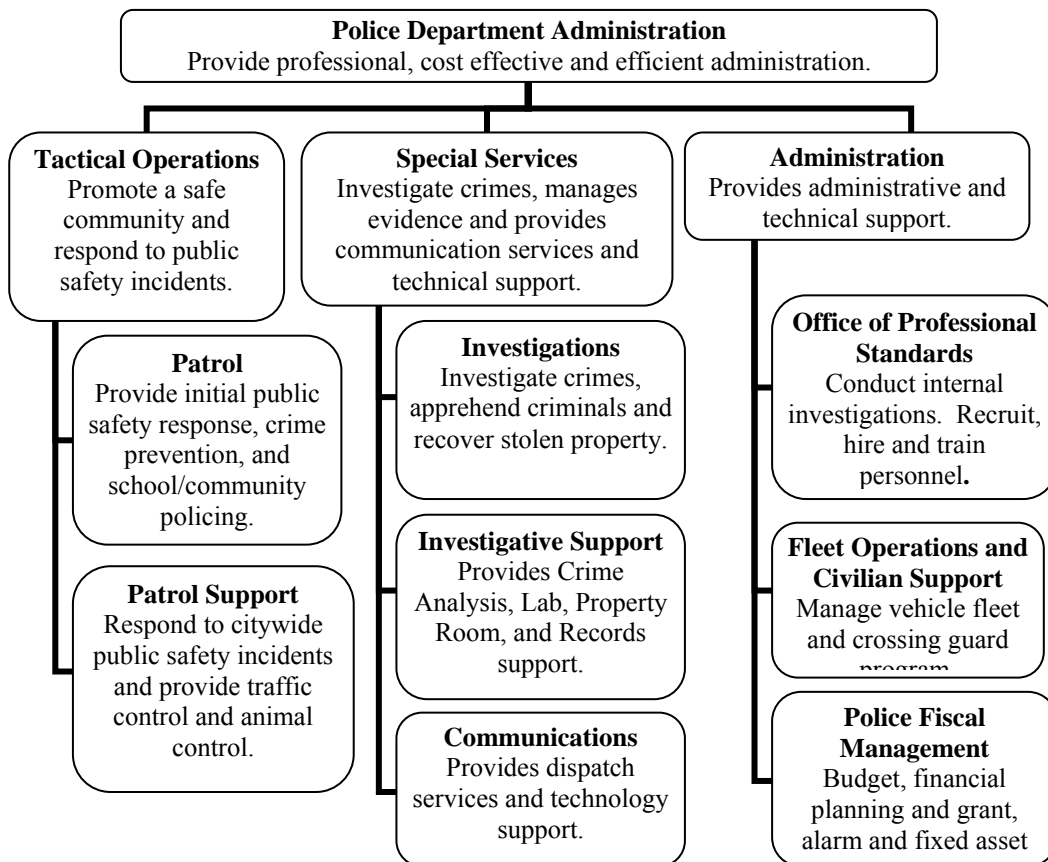 Police Department Administration
Provide professional, cost effective and efficient administration.
Tactical Operations
Promote a safe
community and
respond to public
safety incidents.
Patrol
Provide initial public
safety response, crime
prevention, and
school/community
policing.
Patrol Support
Respond to citywide
public safety incidents
and provide traffic
control and animal
control.
Special Services
Investigate crimes, manages
evidence and provides
communication services and
technical support.
Investigations
Investigate crimes,
apprehend criminals and
recover stolen property.
Investigative Support
Provides Crime
Analysis, Lab, Property
Room, and Records
support.
Communications
Provides dispatch
services and technology
support.
Administration
Provides administrative and
technical support.
Office of Professional
Standards
Conduct internal
investigations.  Recruit,
hire and train
personnel.
Fleet Operations and
Civilian Support
Manage vehicle fleet
and crossing guard
program
Police Fiscal
Management
Budget, financial
planning and grant,
alarm and fixed asset